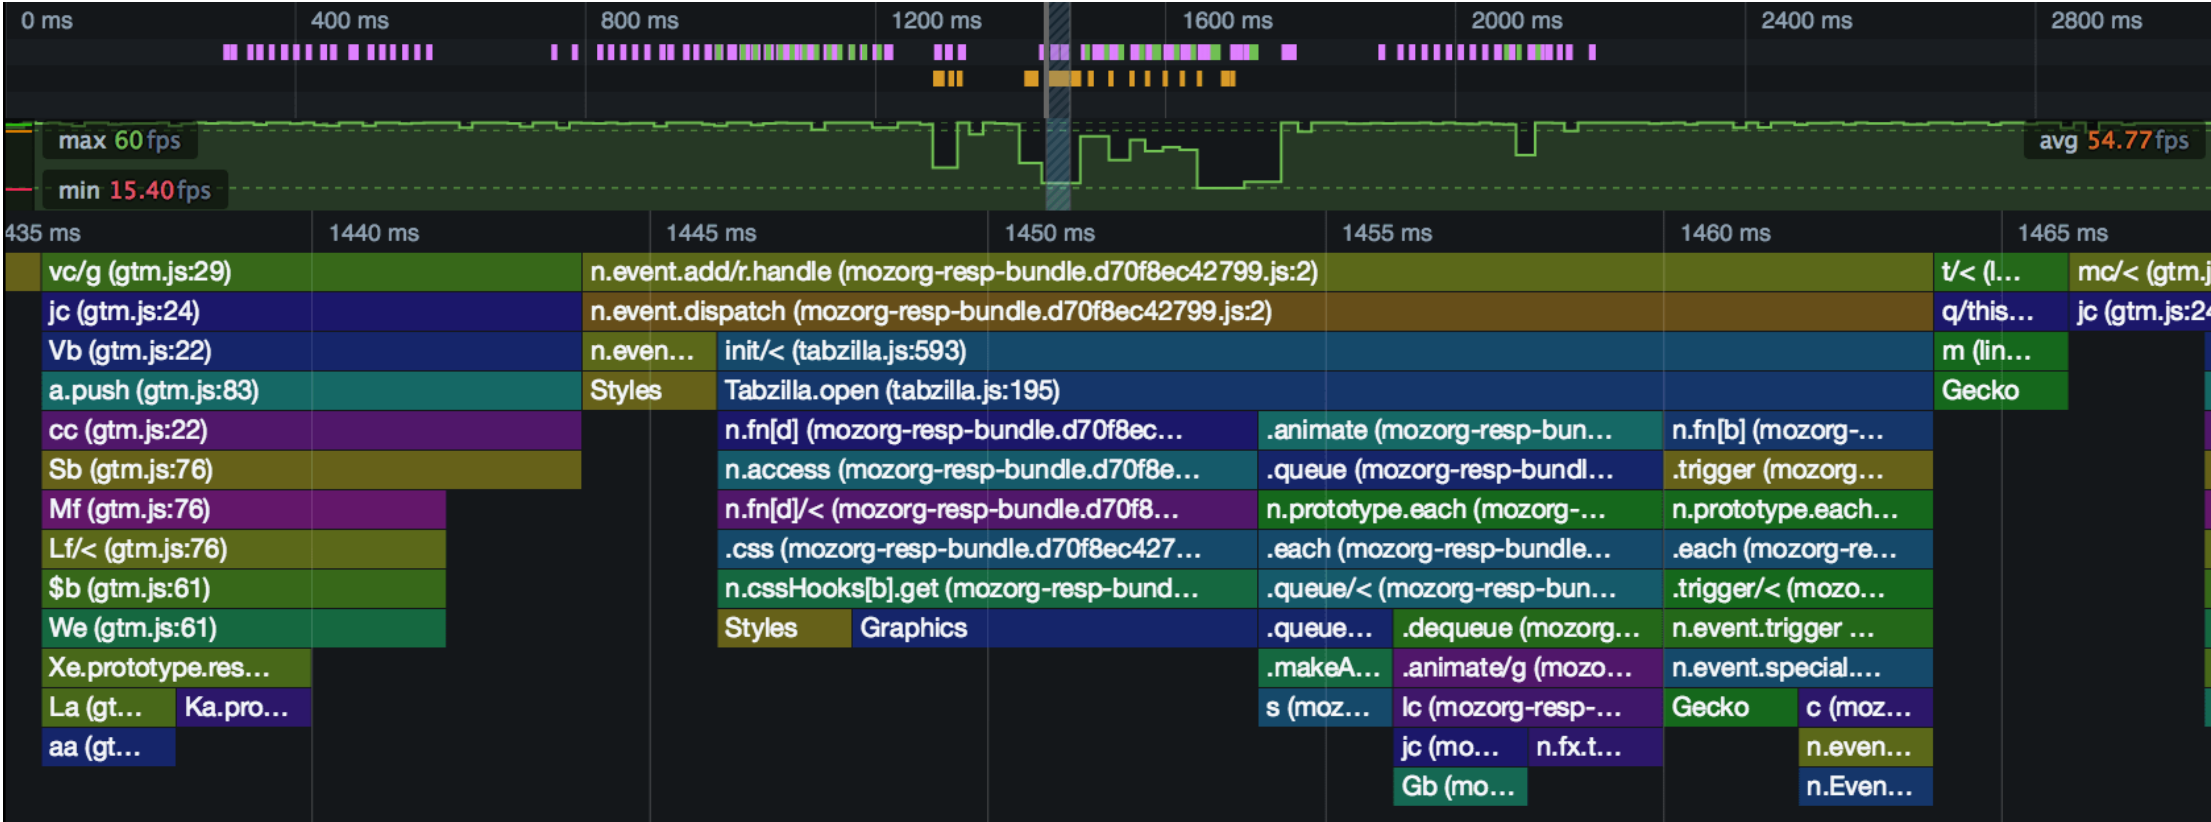 0 ms 400 ms 800 ms 1200 ms 1600 ms 2000 ms 2400 ms 2800 ms
max 60fps avg 54.77fps
min 15.40fps
435 ms 1440 ms 1445 ms 1450 ms 1455 ms 1460 ms 1465 ms
vc/g (gtm.js:29) n.event.add/r.handle (mozorg-resp-bundle.d70f8ec42799.js:2) t/< (l... mc/< (gtm.j
jc (gtm.js:24) n.event.dispatch (mozorg-resp-bundle.d70f8ec42799.js:2) q/this... jc (gtm.js:24
Vb (gtm.js:22) n.even... init/< (tabzilla.js:593) m (lin...
a.push (gtm.js:83) Styles Tabzilla.open (tabzilla.js:195) Gecko
cc (gtm.js:22) n.fn[d] (mozorg-resp-bundle.d70f8ec... .animate (mozorg-resp-bun... n.fn[b] (mozorg-...
Sb (gtm.js:76) n.access (mozorg-resp-bundle.d70f8e... .queue (mozorg-resp-bundl... .trigger (mozorg...
Mf (gtm.js:76) n.fn[d]/< (mozorg-resp-bundle.d70f8... n.prototype.each (mozorg-... n.prototype.each...
Lf/< (gtm.js:76) .css (mozorg-resp-bundle.d70f8ec427... .each (mozorg-resp-bundle... .each (mozorg-re...
$b (gtm.js:61) n.cssHooks[b].get (mozorg-resp-bund... .queue/< (mozorg-resp-bun... .trigger/< (mozo...
We (gtm.js:61) Styles Graphics .queue... .dequeue (mozorg... n.event.trigger ...
Xe.prototype.res... .makeA... .animate/g (mozo... n.event.special....
La (gt... Ka.pro... s (moz... lc (mozorg-resp-... Gecko c (moz...
aa (gt... jc (mo... n.fx.t... n.even...
Gb (mo... n.Even...